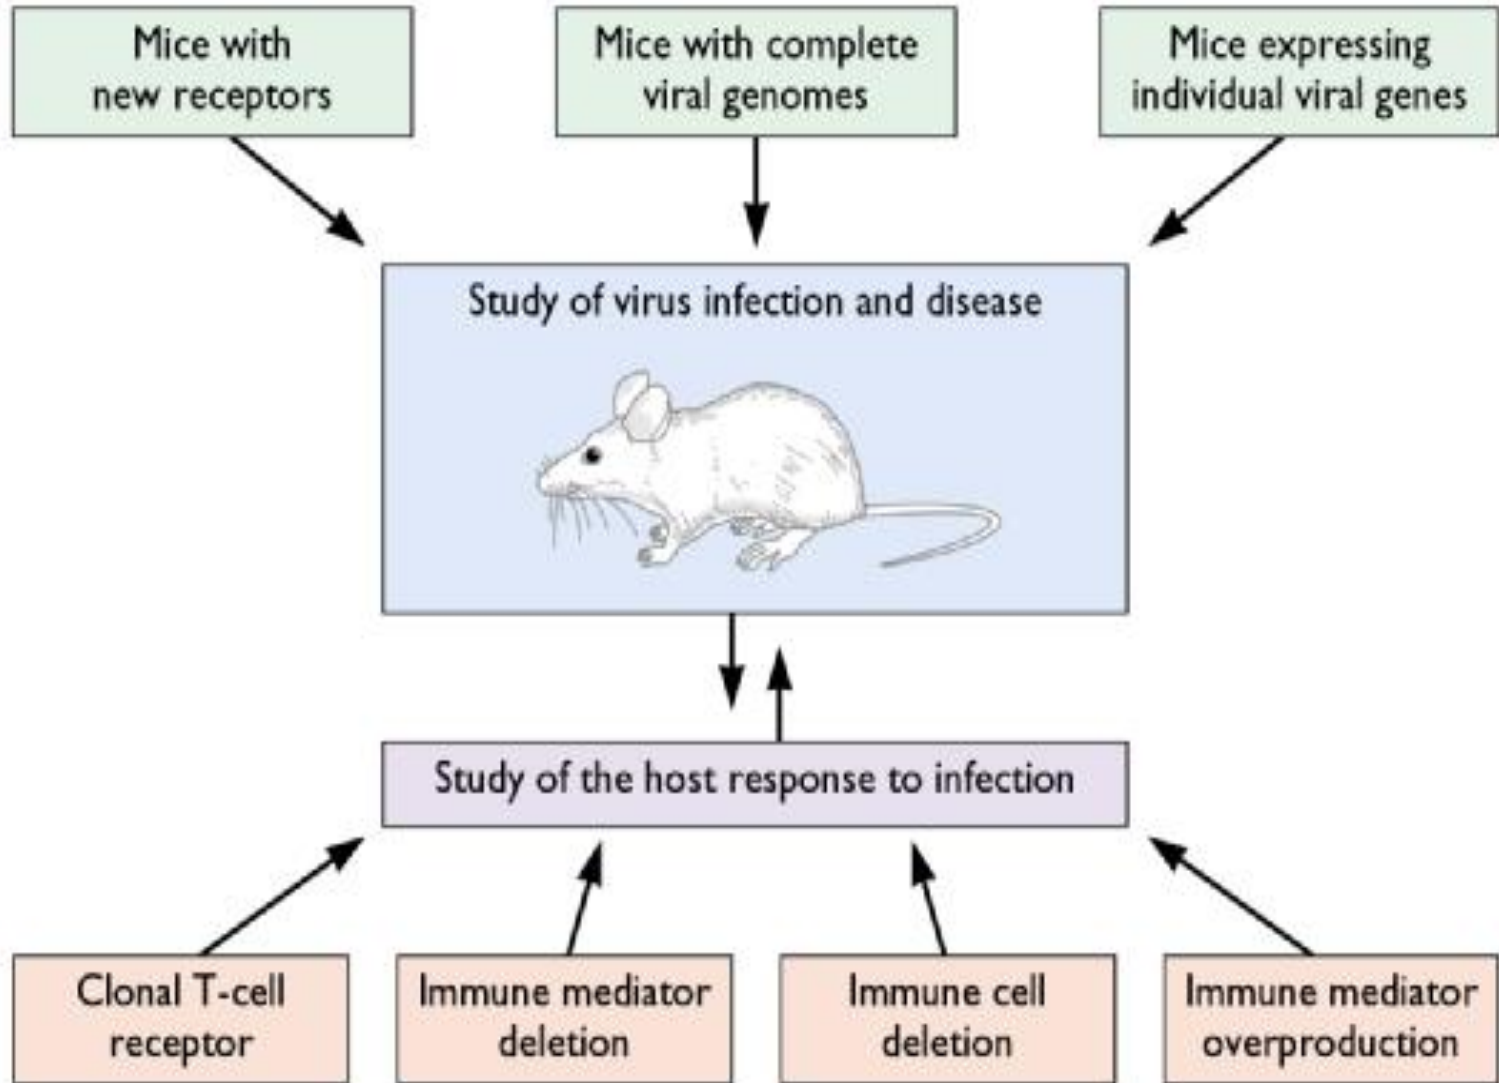 Mice with
new receptors
Mice with complete
viral genomes
Mice expressing
individual viral genes
Study of virus infection and disease
Study of the host response to infection
Clonal T-cell
receptor
Immune mediator
deletion
Immune cell
deletion
Immune mediator
overproduction